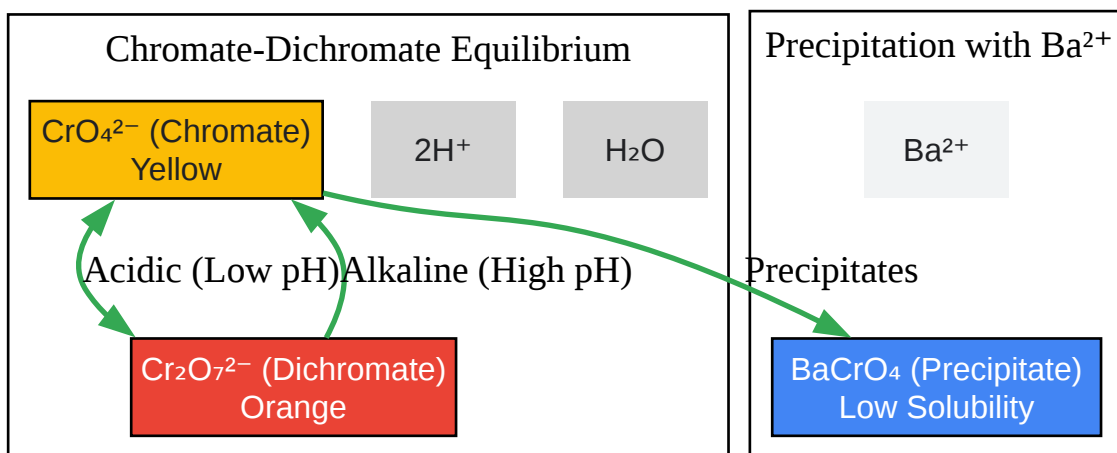 Chromate-Dichromate Equilibrium
CrO₄²⁻ (Chromate)
Yellow
2H⁺
H₂O
Acidic (Low pH)
Alkaline (High pH)
Cr₂O₇²⁻ (Dichromate)
Orange
Precipitation with Ba²⁺
Ba²⁺
Precipitates
BaCrO₄ (Precipitate)
Low Solubility